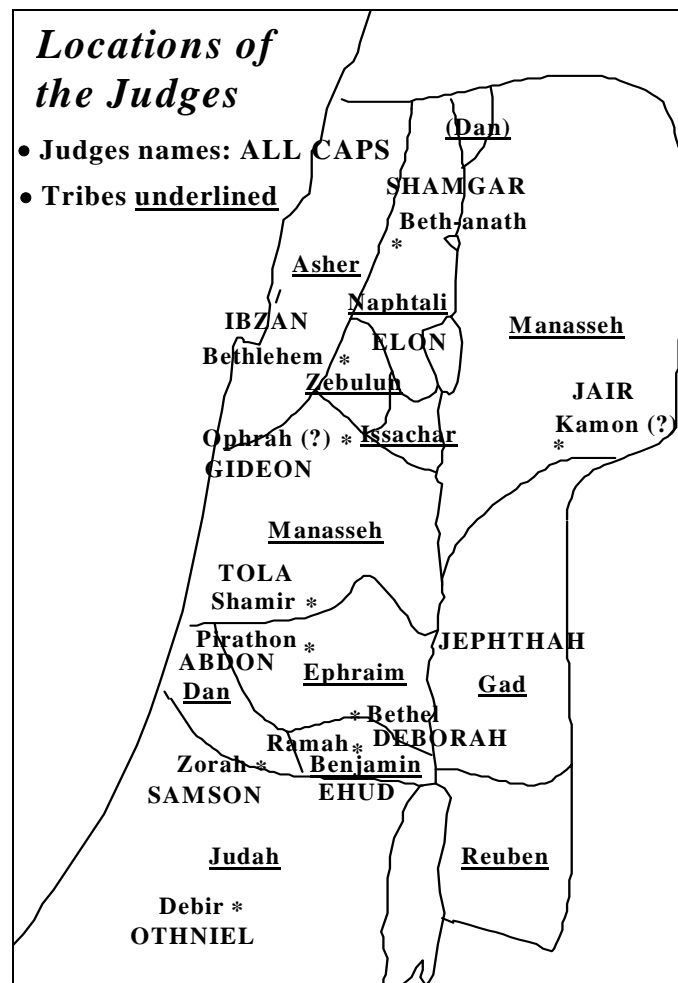 Locations of
the Judges
• Judges names: ALL CAPS
• Tribes underlined
(Dan)
SHAMGAR
Beth-anath
*
Asher
Naphtali
IBZAN
ELON
Manasseh
Bethlehem *
Zebulun
JAIR
Kamon (?)
*
Ophrah (?) *
Issachar
GIDEON
Manasseh
TOLA
Shamir *
Pirathon *
ABDON
JEPHTHAH
Ephraim
Dan
Gad
* Bethel
Ramah *
DEBORAH
Zorah *
Benjamin
SAMSON
EHUD
Judah
Reuben
Debir *
OTHNIEL